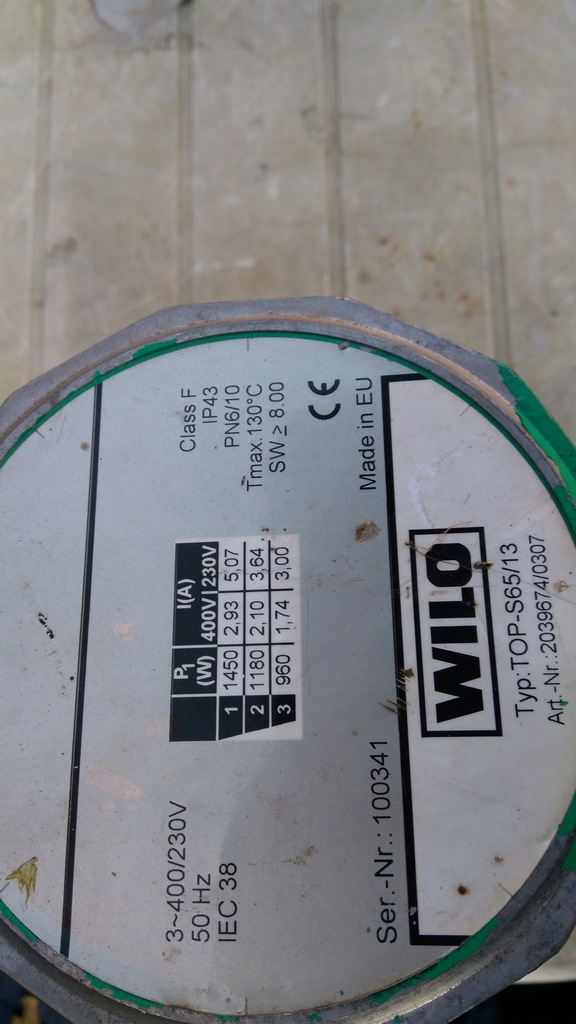 3~400/230V
50 Hz
IEC 38
P1 I(A)
(W) 400V 230V
1 1450 2,93 5,07
2 1180 2,10 3,64
3 960 1,74 3,00
Class F
IP43
PN6/10
Tmax.130°C
SW ≥ 8.00
CE
Ser.-Nr.: 100341
Made in EU
WILO
Typ:TOP-S65/13
Art.-Nr.:2039674/0307